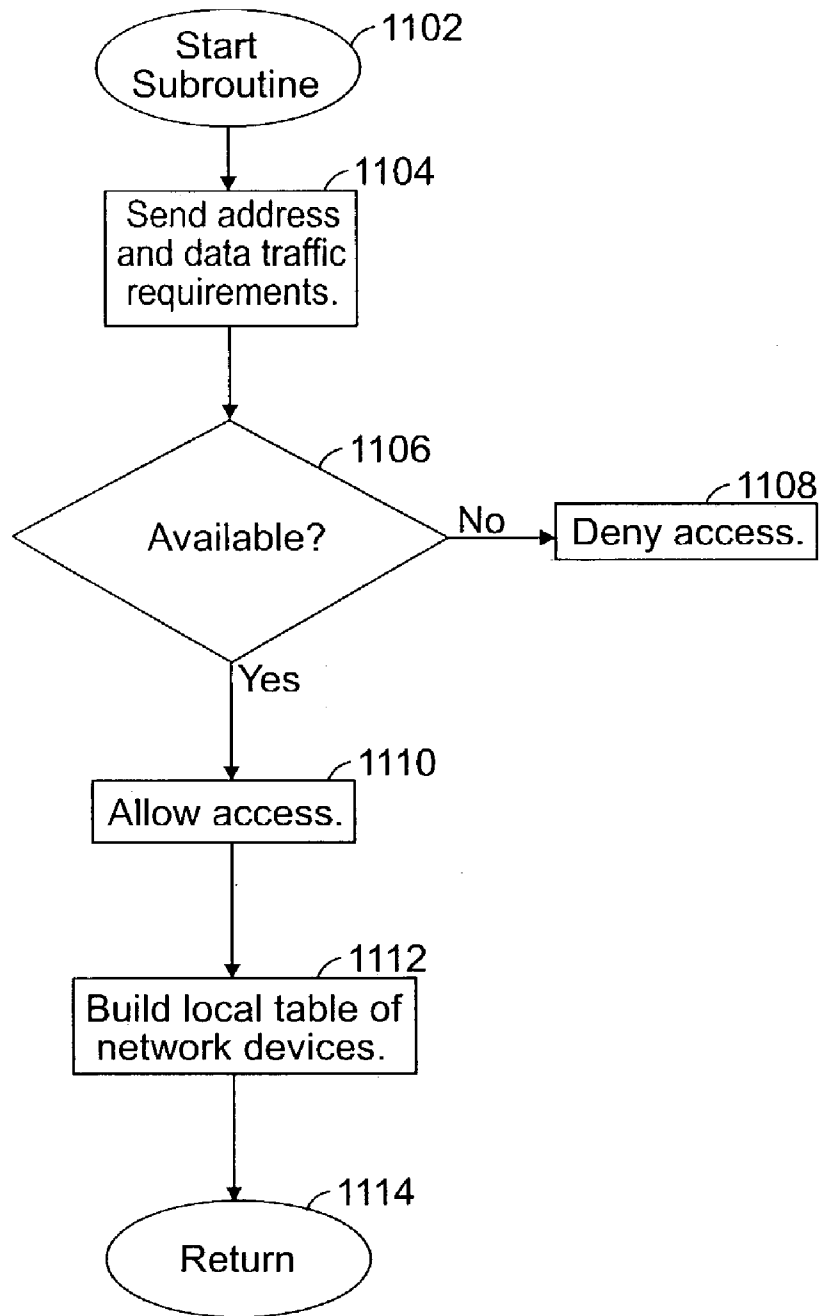 1102
Start
Subroutine
1104
Send address
and data traffic
requirements.
1106
Available?
No
1108
Deny access.
Yes
1110
Allow access.
1112
Build local table of
network devices.
1114
Return